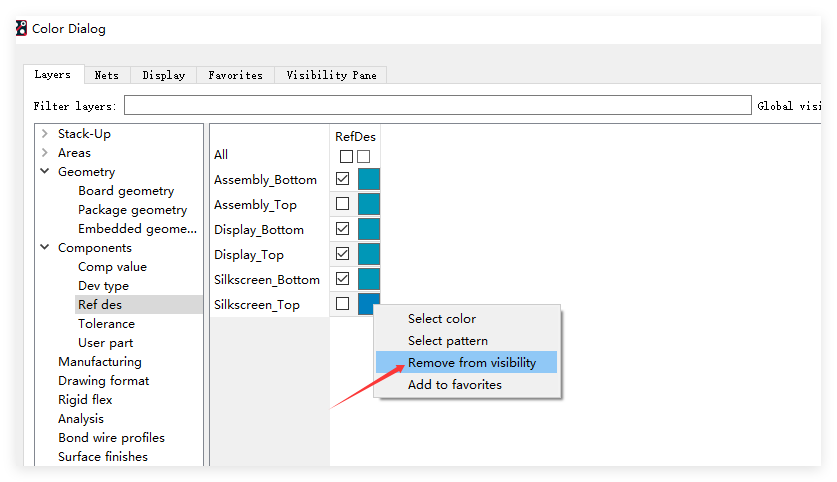 Color Dialog
Layers Nets Display Favorites Visibility Pane
Filter layers: Global visi
Stack-Up
Areas
Geometry
Board geometry
Package geometry
Embedded geome...
Components
Comp value
Dev type
Ref des
Tolerance
User part
Manufacturing
Drawing format
Rigid flex
Analysis
Bond wire profiles
Surface finishes
RefDes
All
Assembly_Bottom
Assembly_Top
Display_Bottom
Display_Top
Silkscreen_Bottom
Silkscreen_Top
Select color
Select pattern
Remove from visibility
Add to favorites